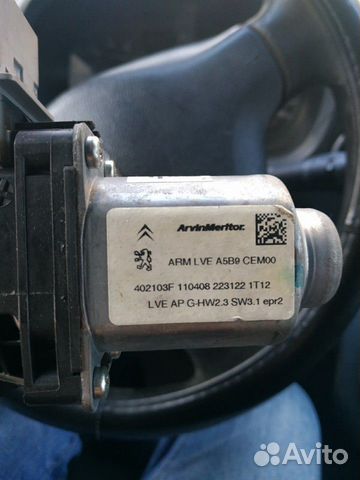 ArvinMeritor.
ARM LVE A5B9 CEM00
402103F 110408 223122 1T12
LVE AP G-HW2.3 SW3.1 epr2
Avito